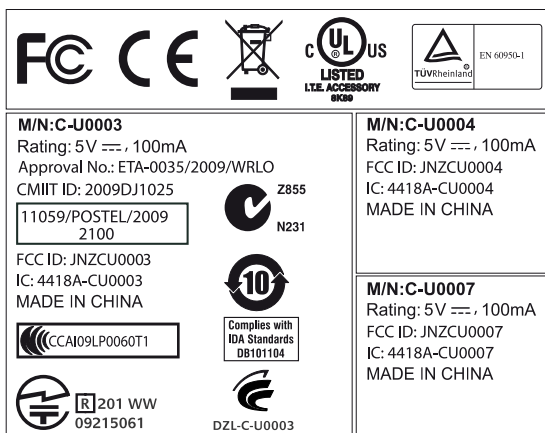 FC CE
c UL US
®
LISTED
I.T.E. ACCESSORY
8K89
TÜVRheinland
EN 60950-1
M/N:C-U0003
Rating: 5V ⎓, 100mA
Approval No.: ETA-0035/2009/WRLO
CMIIT ID: 2009DJ1025
11059/POSTEL/2009
2100
FCC ID: JNZCU0003
IC: 4418A-CU0003
MADE IN CHINA
CCAI09LP0060T1
R 201 WW
09215061
Z855
N231
10
Complies with
IDA Standards
DB101104
DZL-C-U0003
M/N:C-U0004
Rating: 5V ⎓, 100mA
FCC ID: JNZCU0004
IC: 4418A-CU0004
MADE IN CHINA
M/N:C-U0007
Rating: 5V ⎓, 100mA
FCC ID: JNZCU0007
IC: 4418A-CU0007
MADE IN CHINA